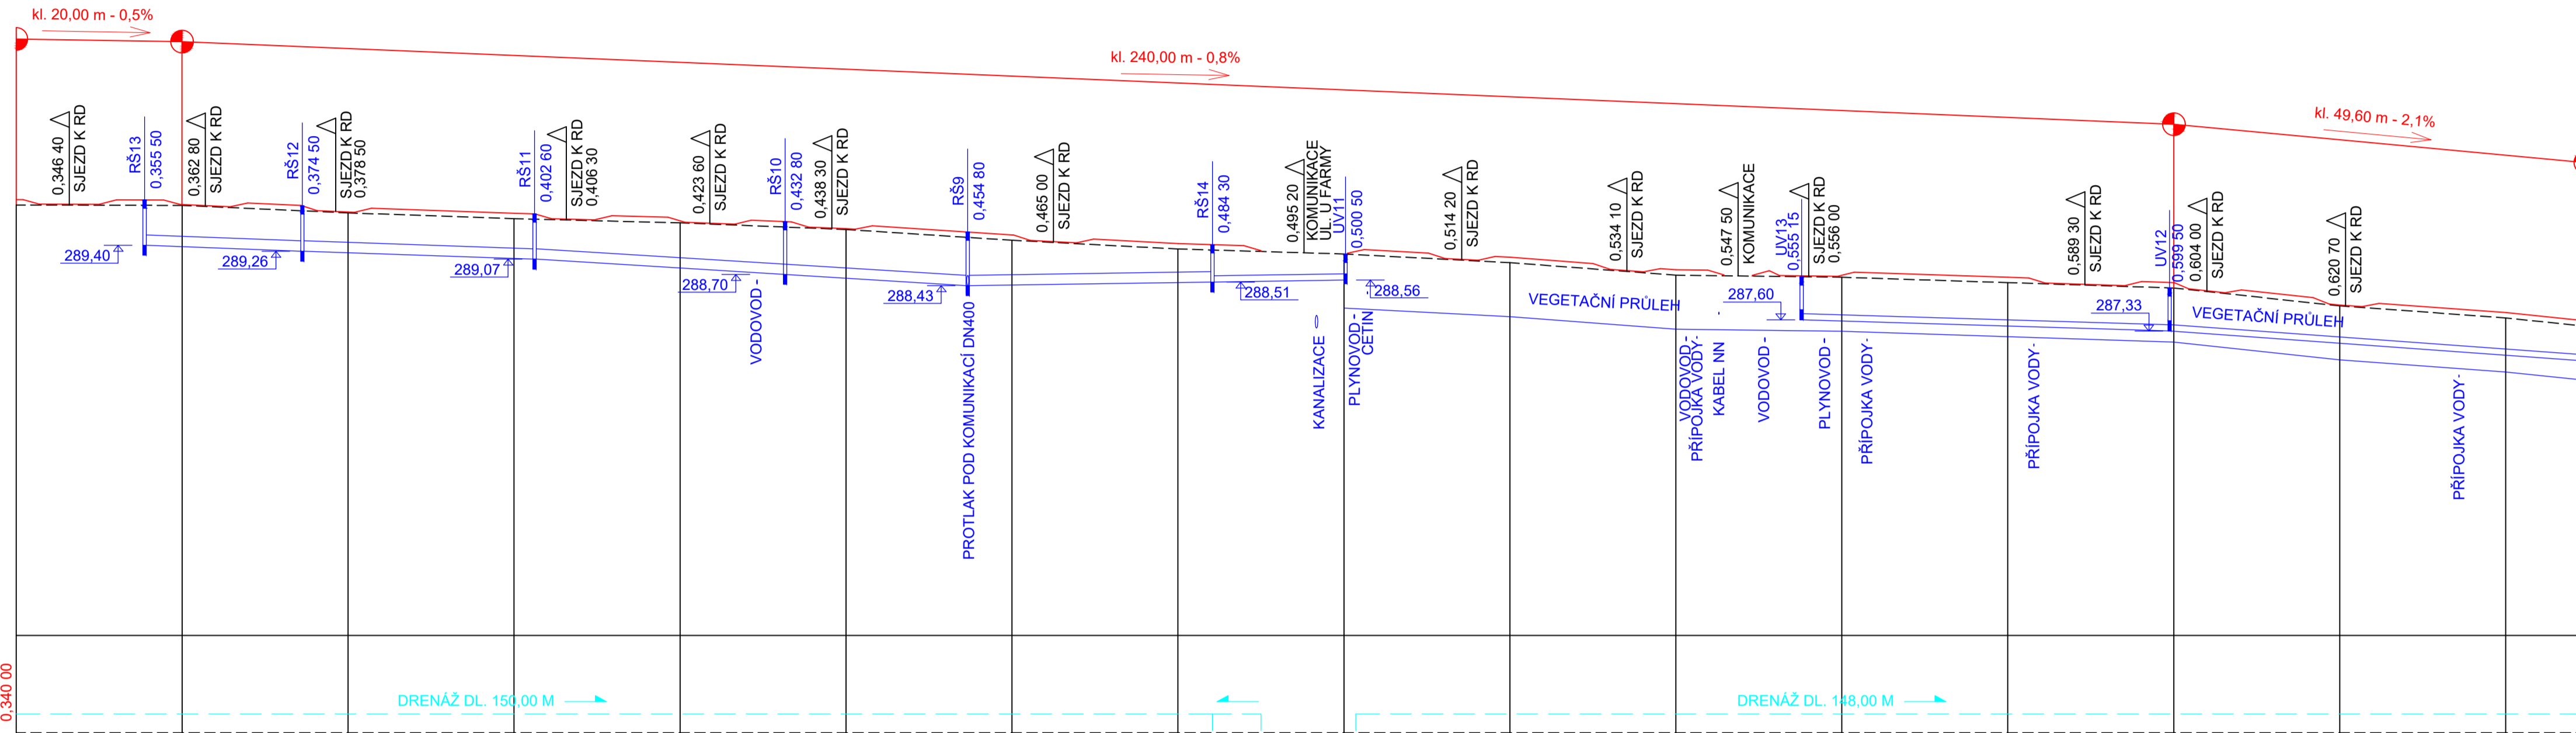 kl. 20,00 m - 0,5%
kl. 240,00 m - 0,8%
kl. 49,60 m - 2,1%
0,346 40
SJEZD K RD
RŠ13
0,355 50
0,362 80
SJEZD K RD
RŠ12
0,374 50
SJEZD K RD
0,378 50
RŠ11
0,402 60
SJEZD K RD
0,406 30
0,423 60
SJEZD K RD
RŠ10
0,432 80
0,438 30
SJEZD K RD
RŠ9
0,454 80
0,465 00
SJEZD K RD
RŠ14
0,484 30
0,495 20
KOMUNIKACE
UL. U FARMY
UV11
0,500 50
0,514 20
SJEZD K RD
0,534 10
SJEZD K RD
0,547 50
KOMUNIKACE
UV13
0,555 15
SJEZD K RD
0,556 00
0,589 30
SJEZD K RD
UV12
0,599 50
0,604 00
SJEZD K RD
0,620 70
SJEZD K RD
289,40
289,26
289,07
288,70
288,43
288,51
288,56
287,60
287,33
VEGETAČNÍ PRŮLEH
VEGETAČNÍ PRŮLEH
VODOVOD
PROTLAK POD KOMUNIKACÍ DN400
KANALIZACE
PLYNOVOD
CETIN
VODOVOD
PŘÍPOJKA VODY
KABEL NN
VODOVOD
PLYNOVOD
PŘÍPOJKA VODY
PŘÍPOJKA VODY
PŘÍPOJKA VODY
0,340 00
DRENÁŽ DL. 150,00 M
DRENÁŽ DL. 148,00 M